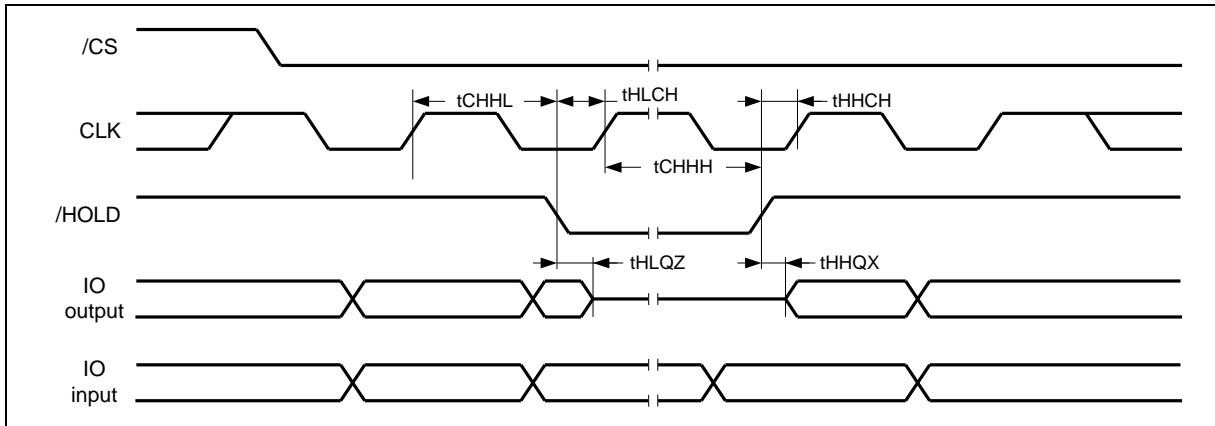 /CS
tCHHL
tHLCH
tHHCH
CLK
tCHHH
/HOLD
tHLQZ
tHHQX
IO
output
IO
input